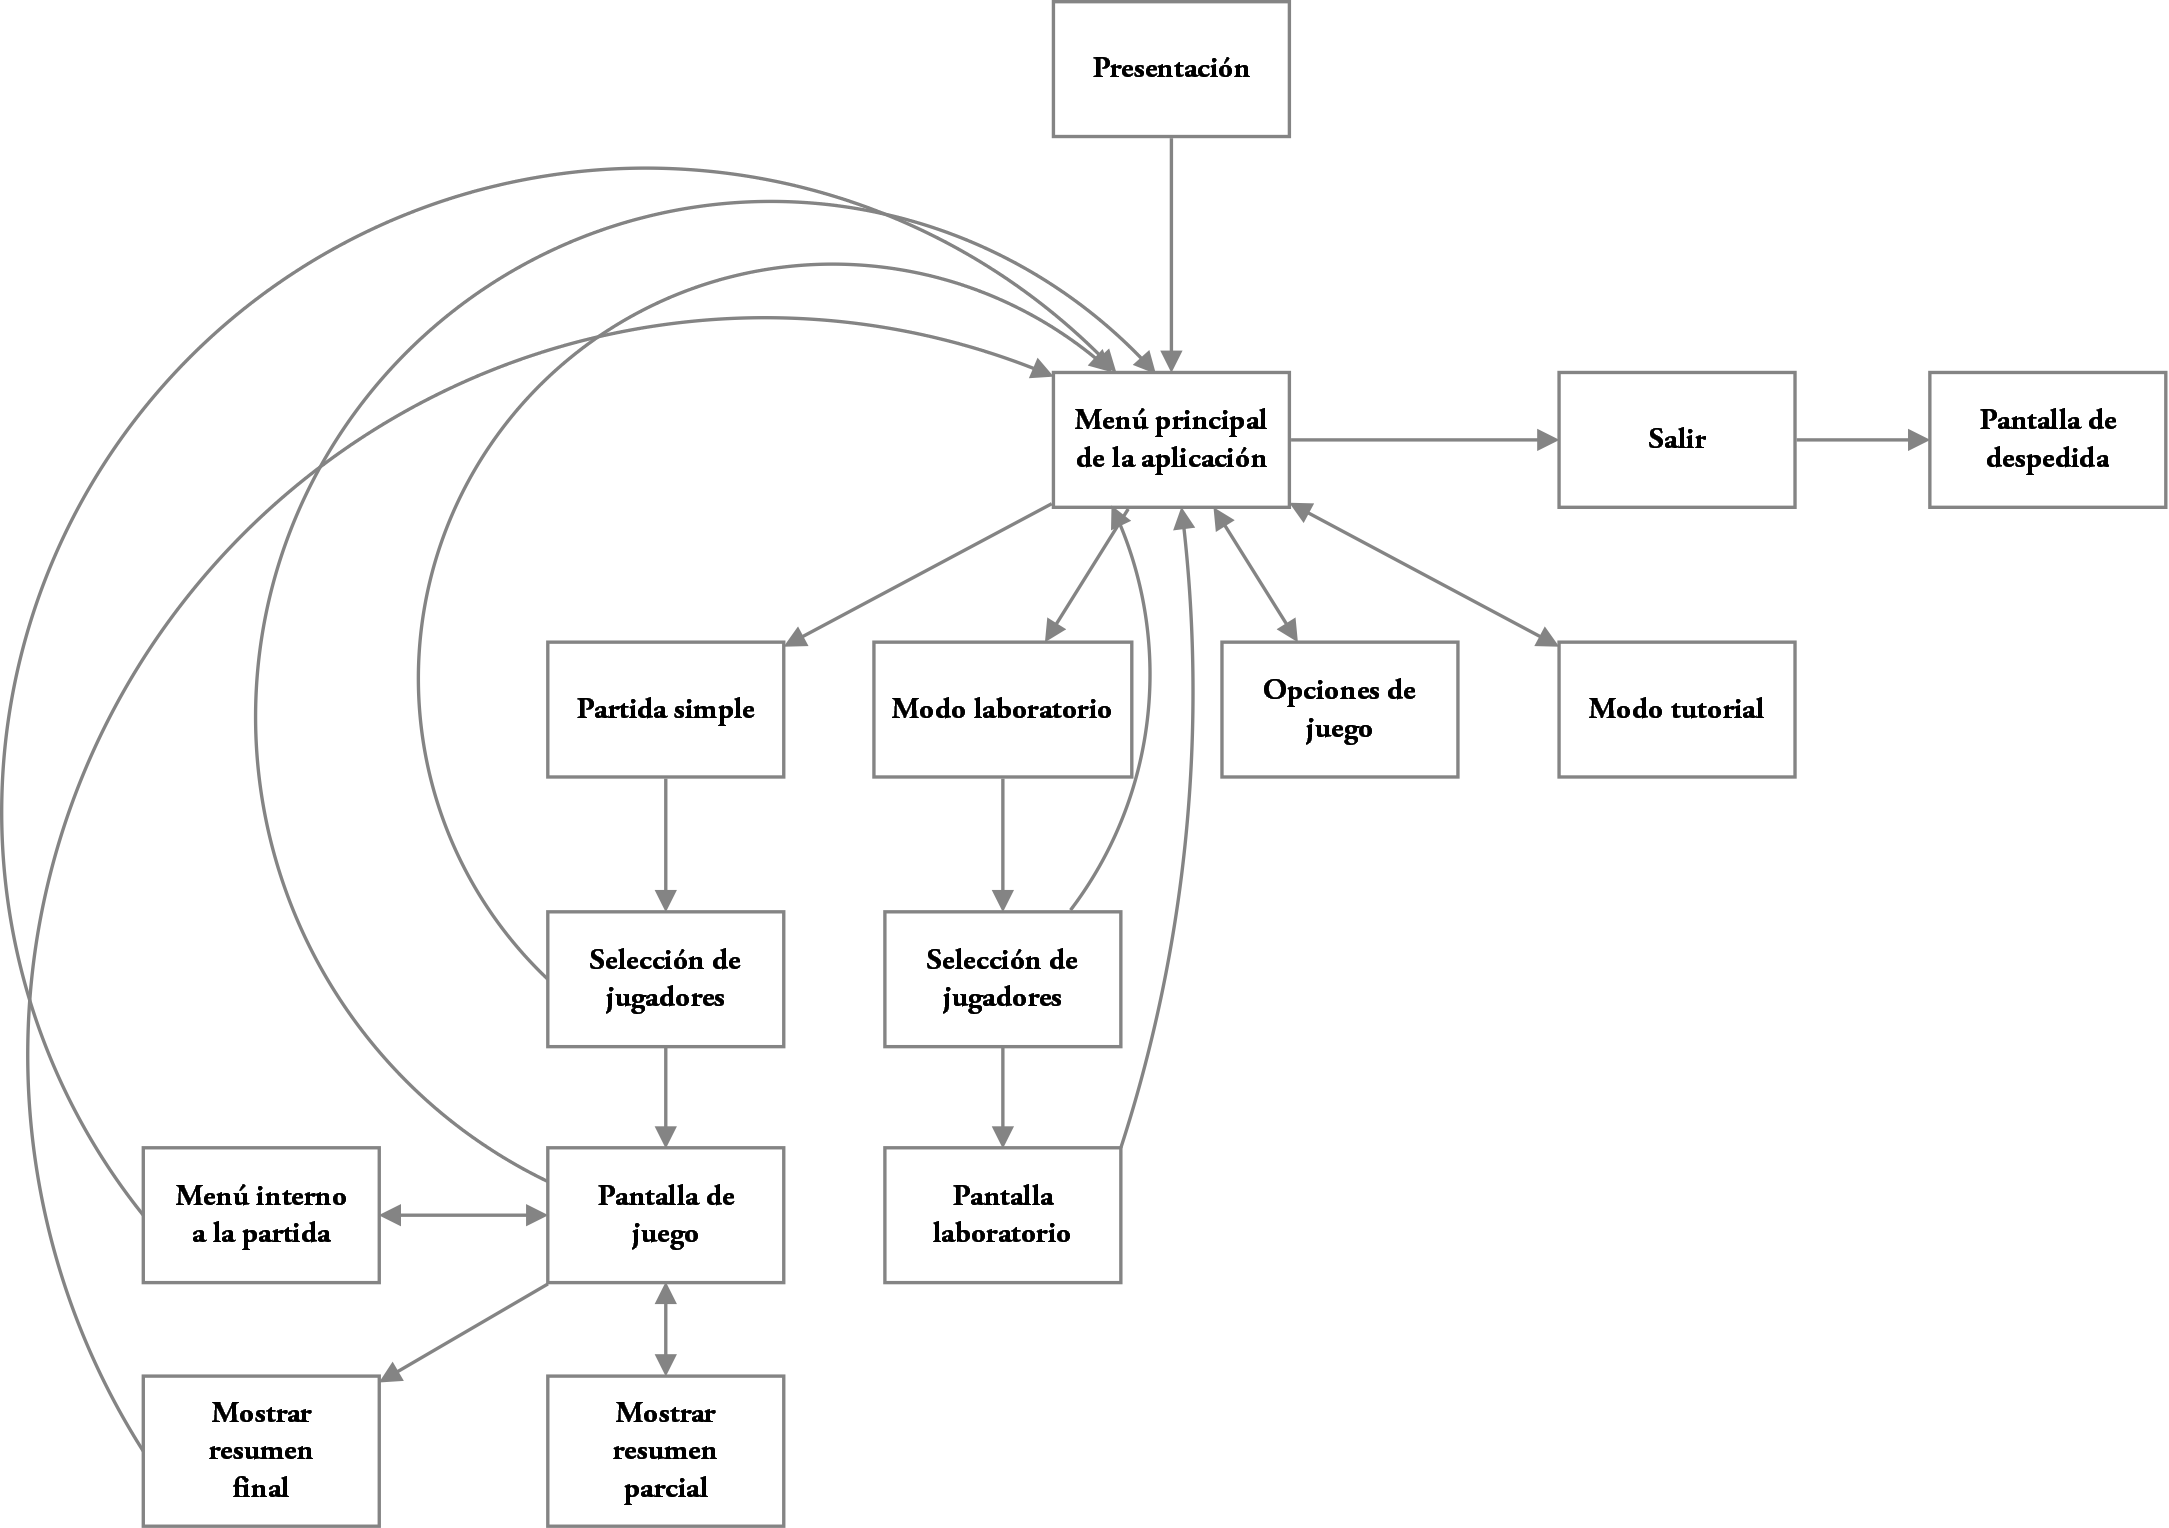 Presentación
Menú principal
de la aplicación
Salir
Pantalla de
despedida
Partida simple
Modo laboratorio
Opciones de
juego
Modo tutorial
Selección de
jugadores
Selección de
jugadores
Menú interno
a la partida
Pantalla de
juego
Pantalla
laboratorio
Mostrar
resumen
final
Mostrar
resumen
parcial